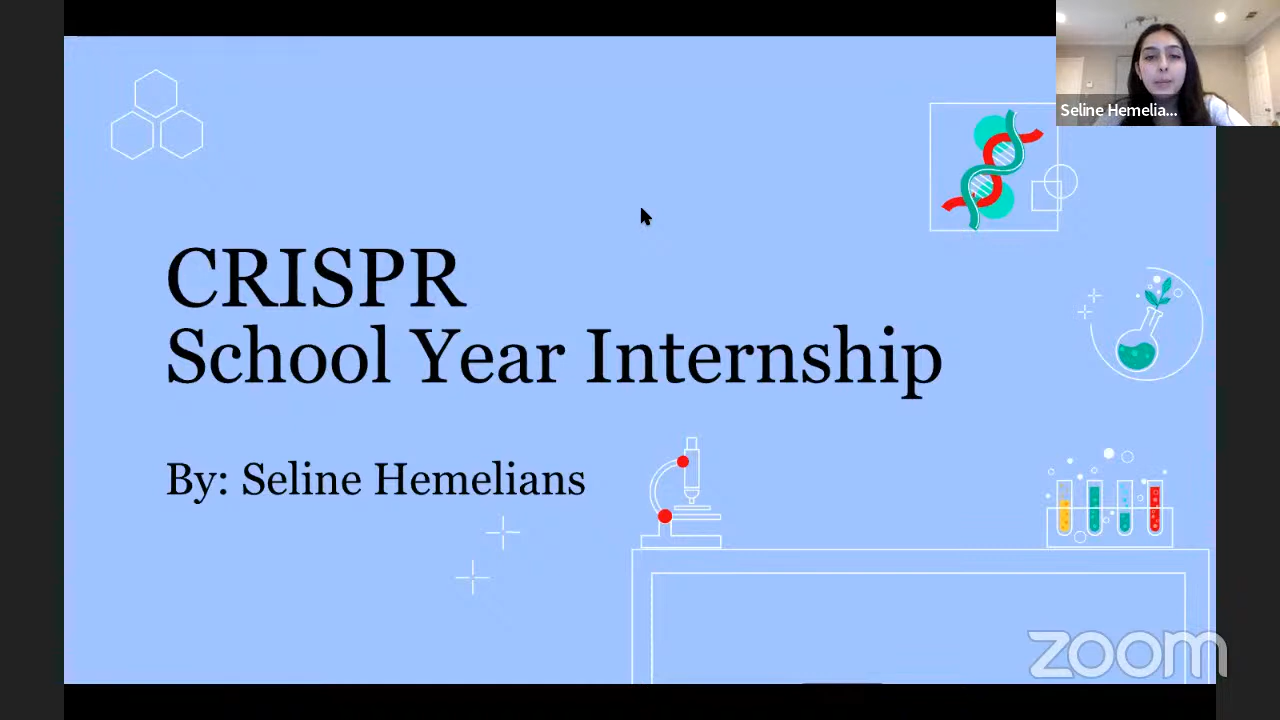 Seline Hemelia...
CRISPR
School Year Internship
By: Seline Hemelians
zoom